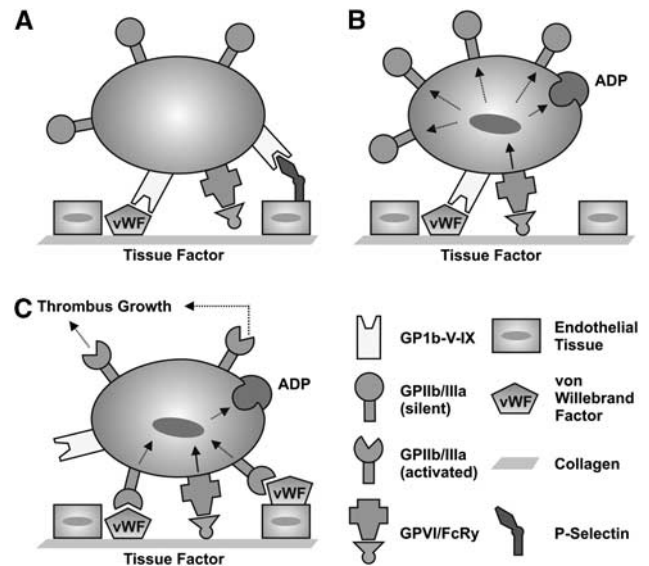 A
vWF
Tissue Factor
B
ADP
vWF
Tissue Factor
C
Thrombus Growth
ADP
vWF
vWF
Tissue Factor
GP1b-V-IX
GPIIb/IIIa
(silent)
GPIIb/IIIa
(activated)
GPVI/FcRy
Endothelial
Tissue
vWF
von
Willebrand
Factor
Collagen
P-Selectin